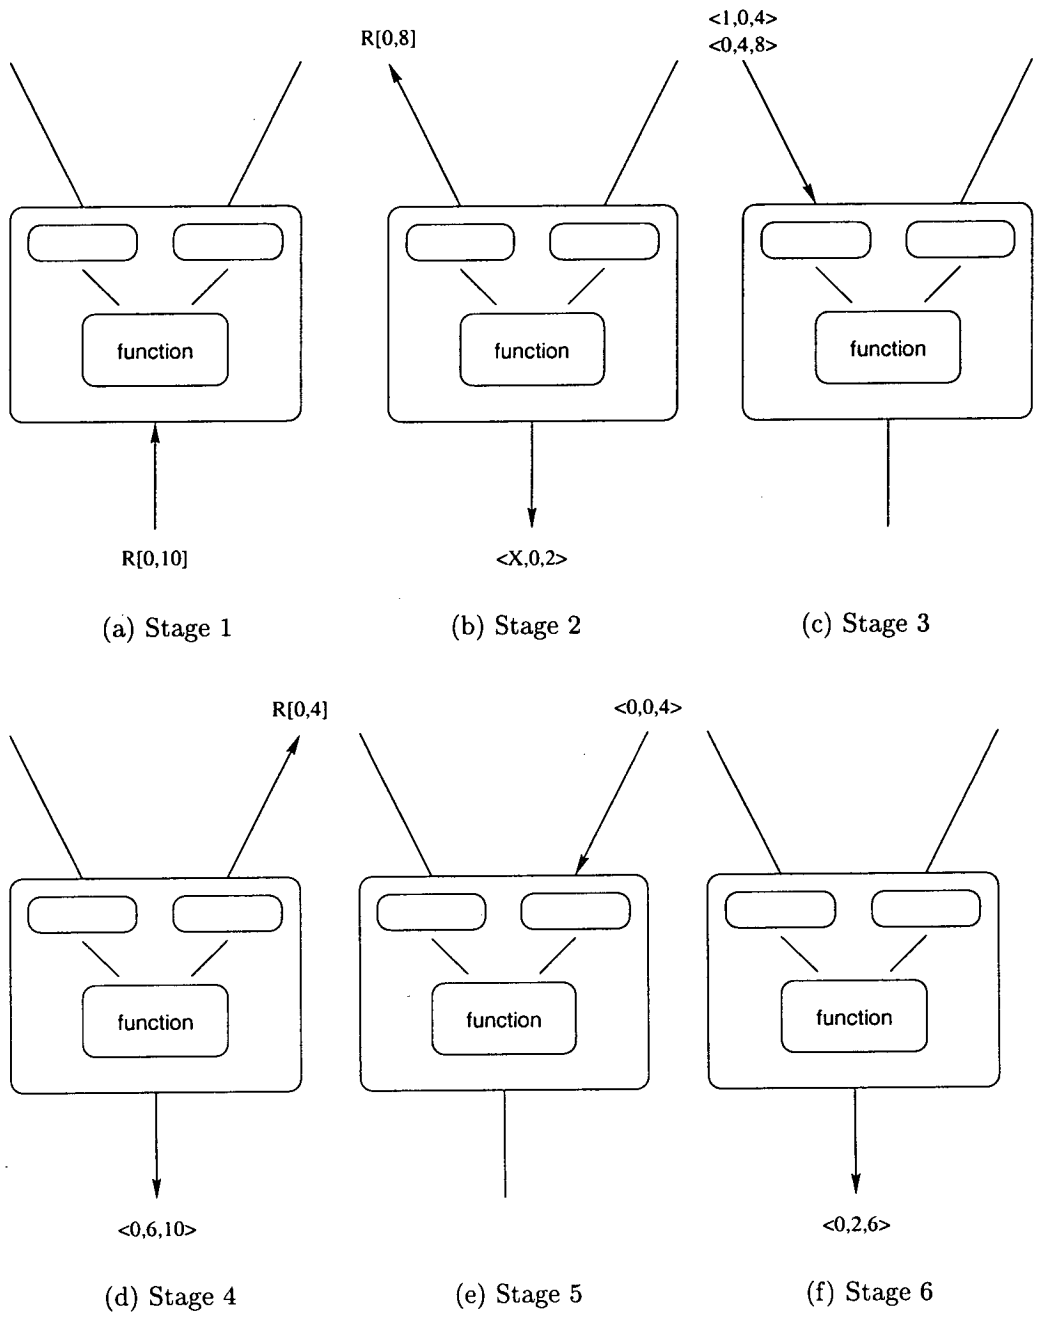 <1,0,4>
R[0,8]
<0,4,8>
function
function
function
R[0,10]
<X,0,2>
(a) Stage 1
(b) Stage 2
(c) Stage 3
R[0,4]
<0,0,4>
function
function
function
<0,6,10>
<0,2,6>
(d) Stage 4
(e) Stage 5
(f) Stage 6